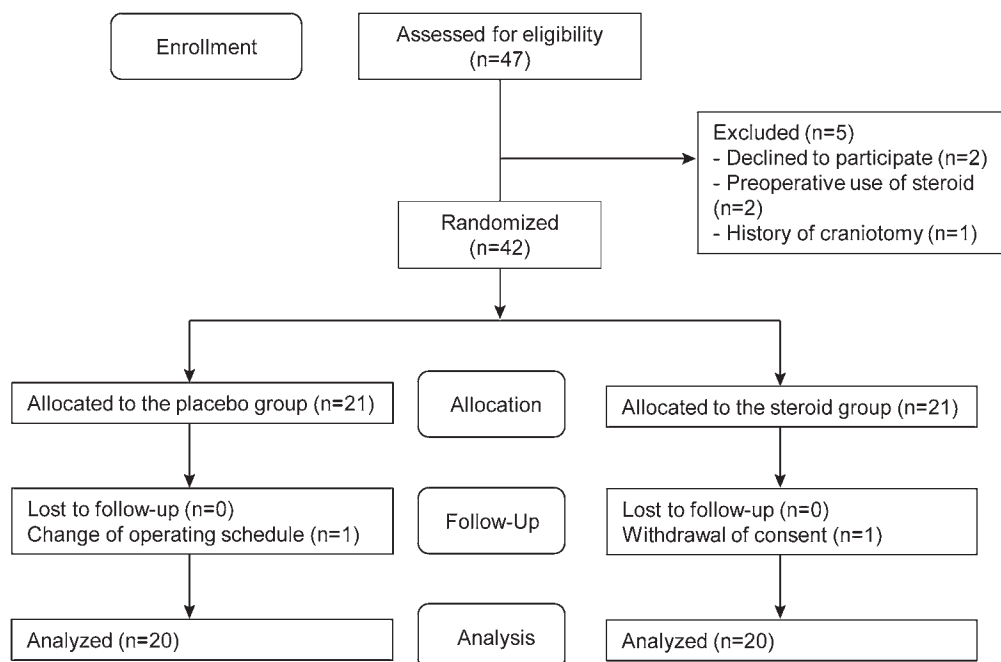 Enrollment
Assessed for eligibility
(n=47)
Excluded (n=5)
- Declined to participate (n=2)
- Preoperative use of steroid
(n=2)
- History of craniotomy (n=1)
Randomized
(n=42)
Allocated to the placebo group (n=21)
Allocation
Allocated to the steroid group (n=21)
Lost to follow-up (n=0)
Change of operating schedule (n=1)
Follow-Up
Lost to follow-up (n=0)
Withdrawal of consent (n=1)
Analyzed (n=20)
Analysis
Analyzed (n=20)